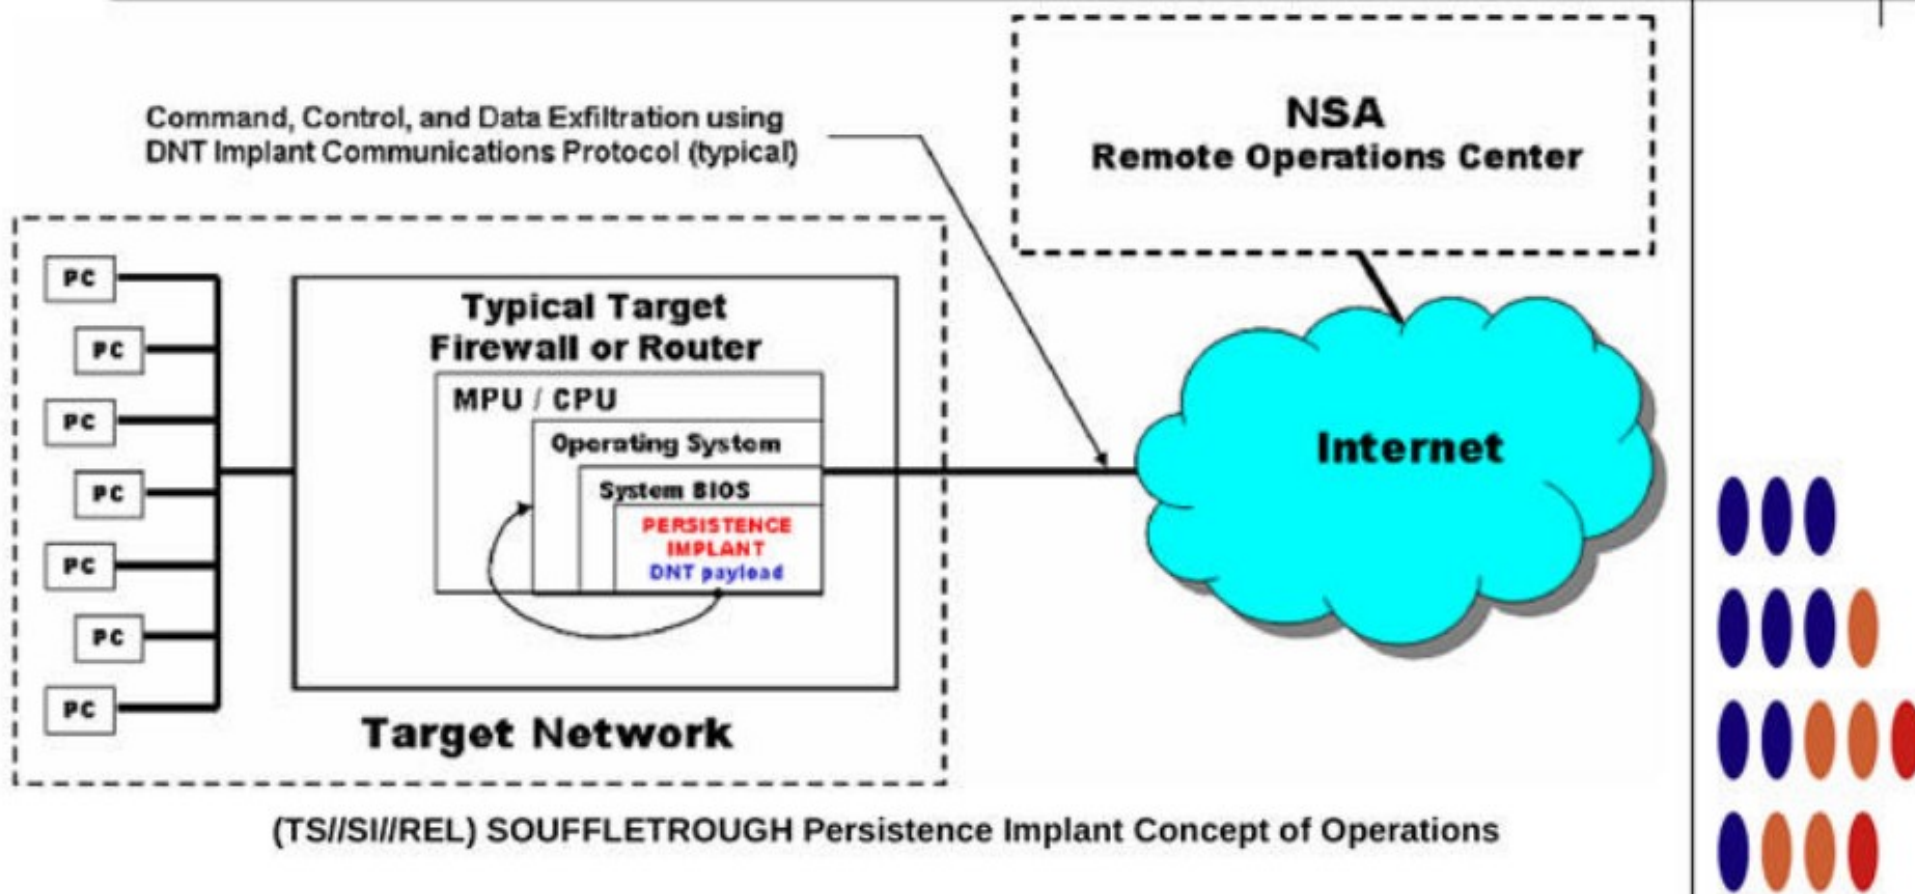 Command, Control, and Data Exfiltration using
DNT Implant Communications Protocol (typical)
NSA
Remote Operations Center
PC
PC
PC
PC
PC
PC
PC
Typical Target
Firewall or Router
MPU / CPU
Operating System
System BIOS
PERSISTENCE
IMPLANT
DNT payload
Internet
Target Network
(TS//SI//REL) SOUFFLETROUGH Persistence Implant Concept of Operations